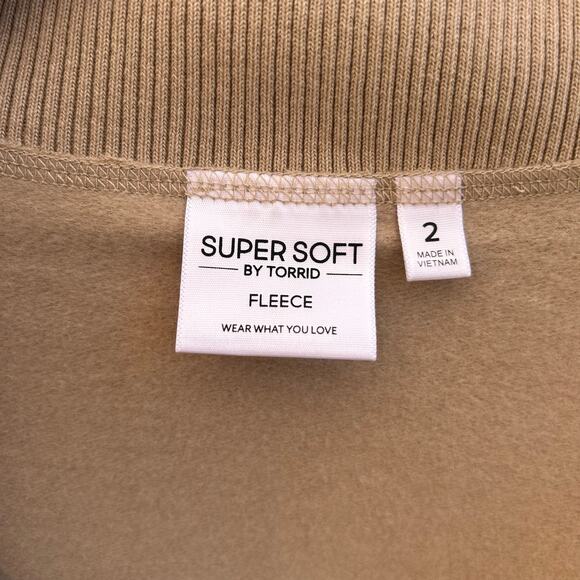 SUPER SOFT
BY TORRID
FLEECE
WEAR WHAT YOU LOVE
2
MADE IN
VIETNAM